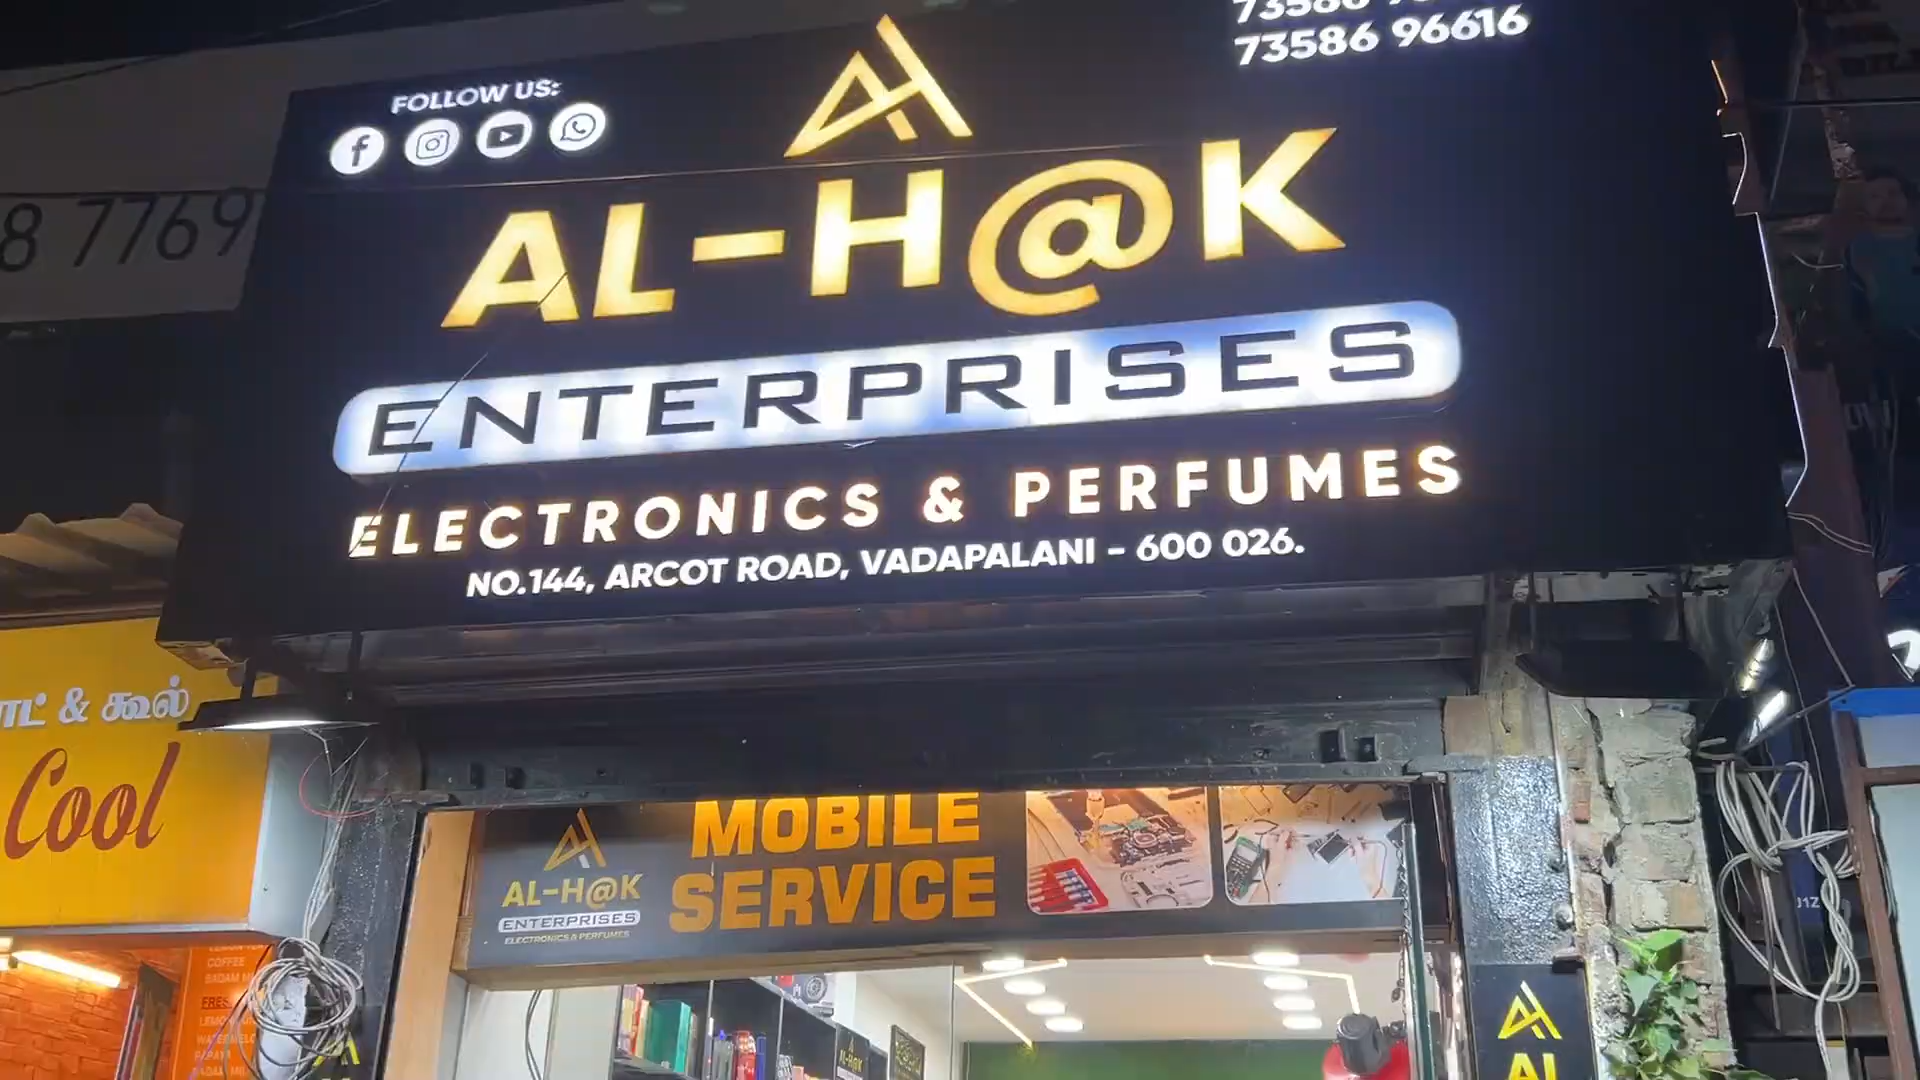 FOLLOW US:
73586 96616
AL-H@K
ENTERPRISES
ELECTRONICS & PERFUMES
NO.144, ARCOT ROAD, VADAPALANI - 600 026.
8 7769
& கூல்
Cool
MOBILE
SERVICE
AL-H@K
ENTERPRISES
ELECTRONICS & PERFUMES
COFFEE
AL-H@K